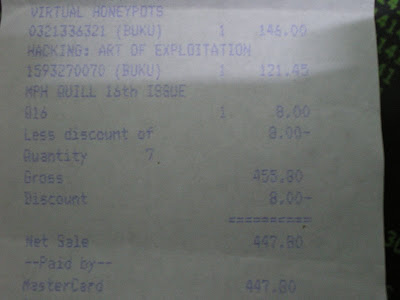 VIRTUAL HONEYPOTS
0321336321 (BUKU) 1 146.00
HACKING: ART OF EXPLOITATION
1593270070 (BUKU) 1 121.45
MPH QUILL 16th ISSUE
Q16 1 8.00
Less discount of 8.00-
Quantity 7
Gross 455.80
Discount 8.00-
==========
Net Sale 447.80
--Paid by--
MasterCard 447.80